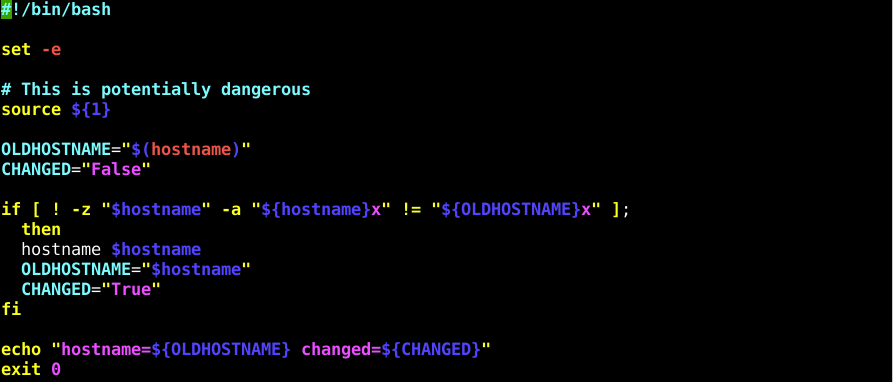 #!/bin/bash
set -e
# This is potentially dangerous
source ${1}
OLDHOSTNAME="$(hostname)"
CHANGED="False"
if [ ! -z "$hostname" -a "${hostname}x" != "${OLDHOSTNAME}x" ];
then
hostname $hostname
OLDHOSTNAME="$hostname"
CHANGED="True"
fi
echo "hostname=${OLDHOSTNAME} changed=${CHANGED}"
exit 0